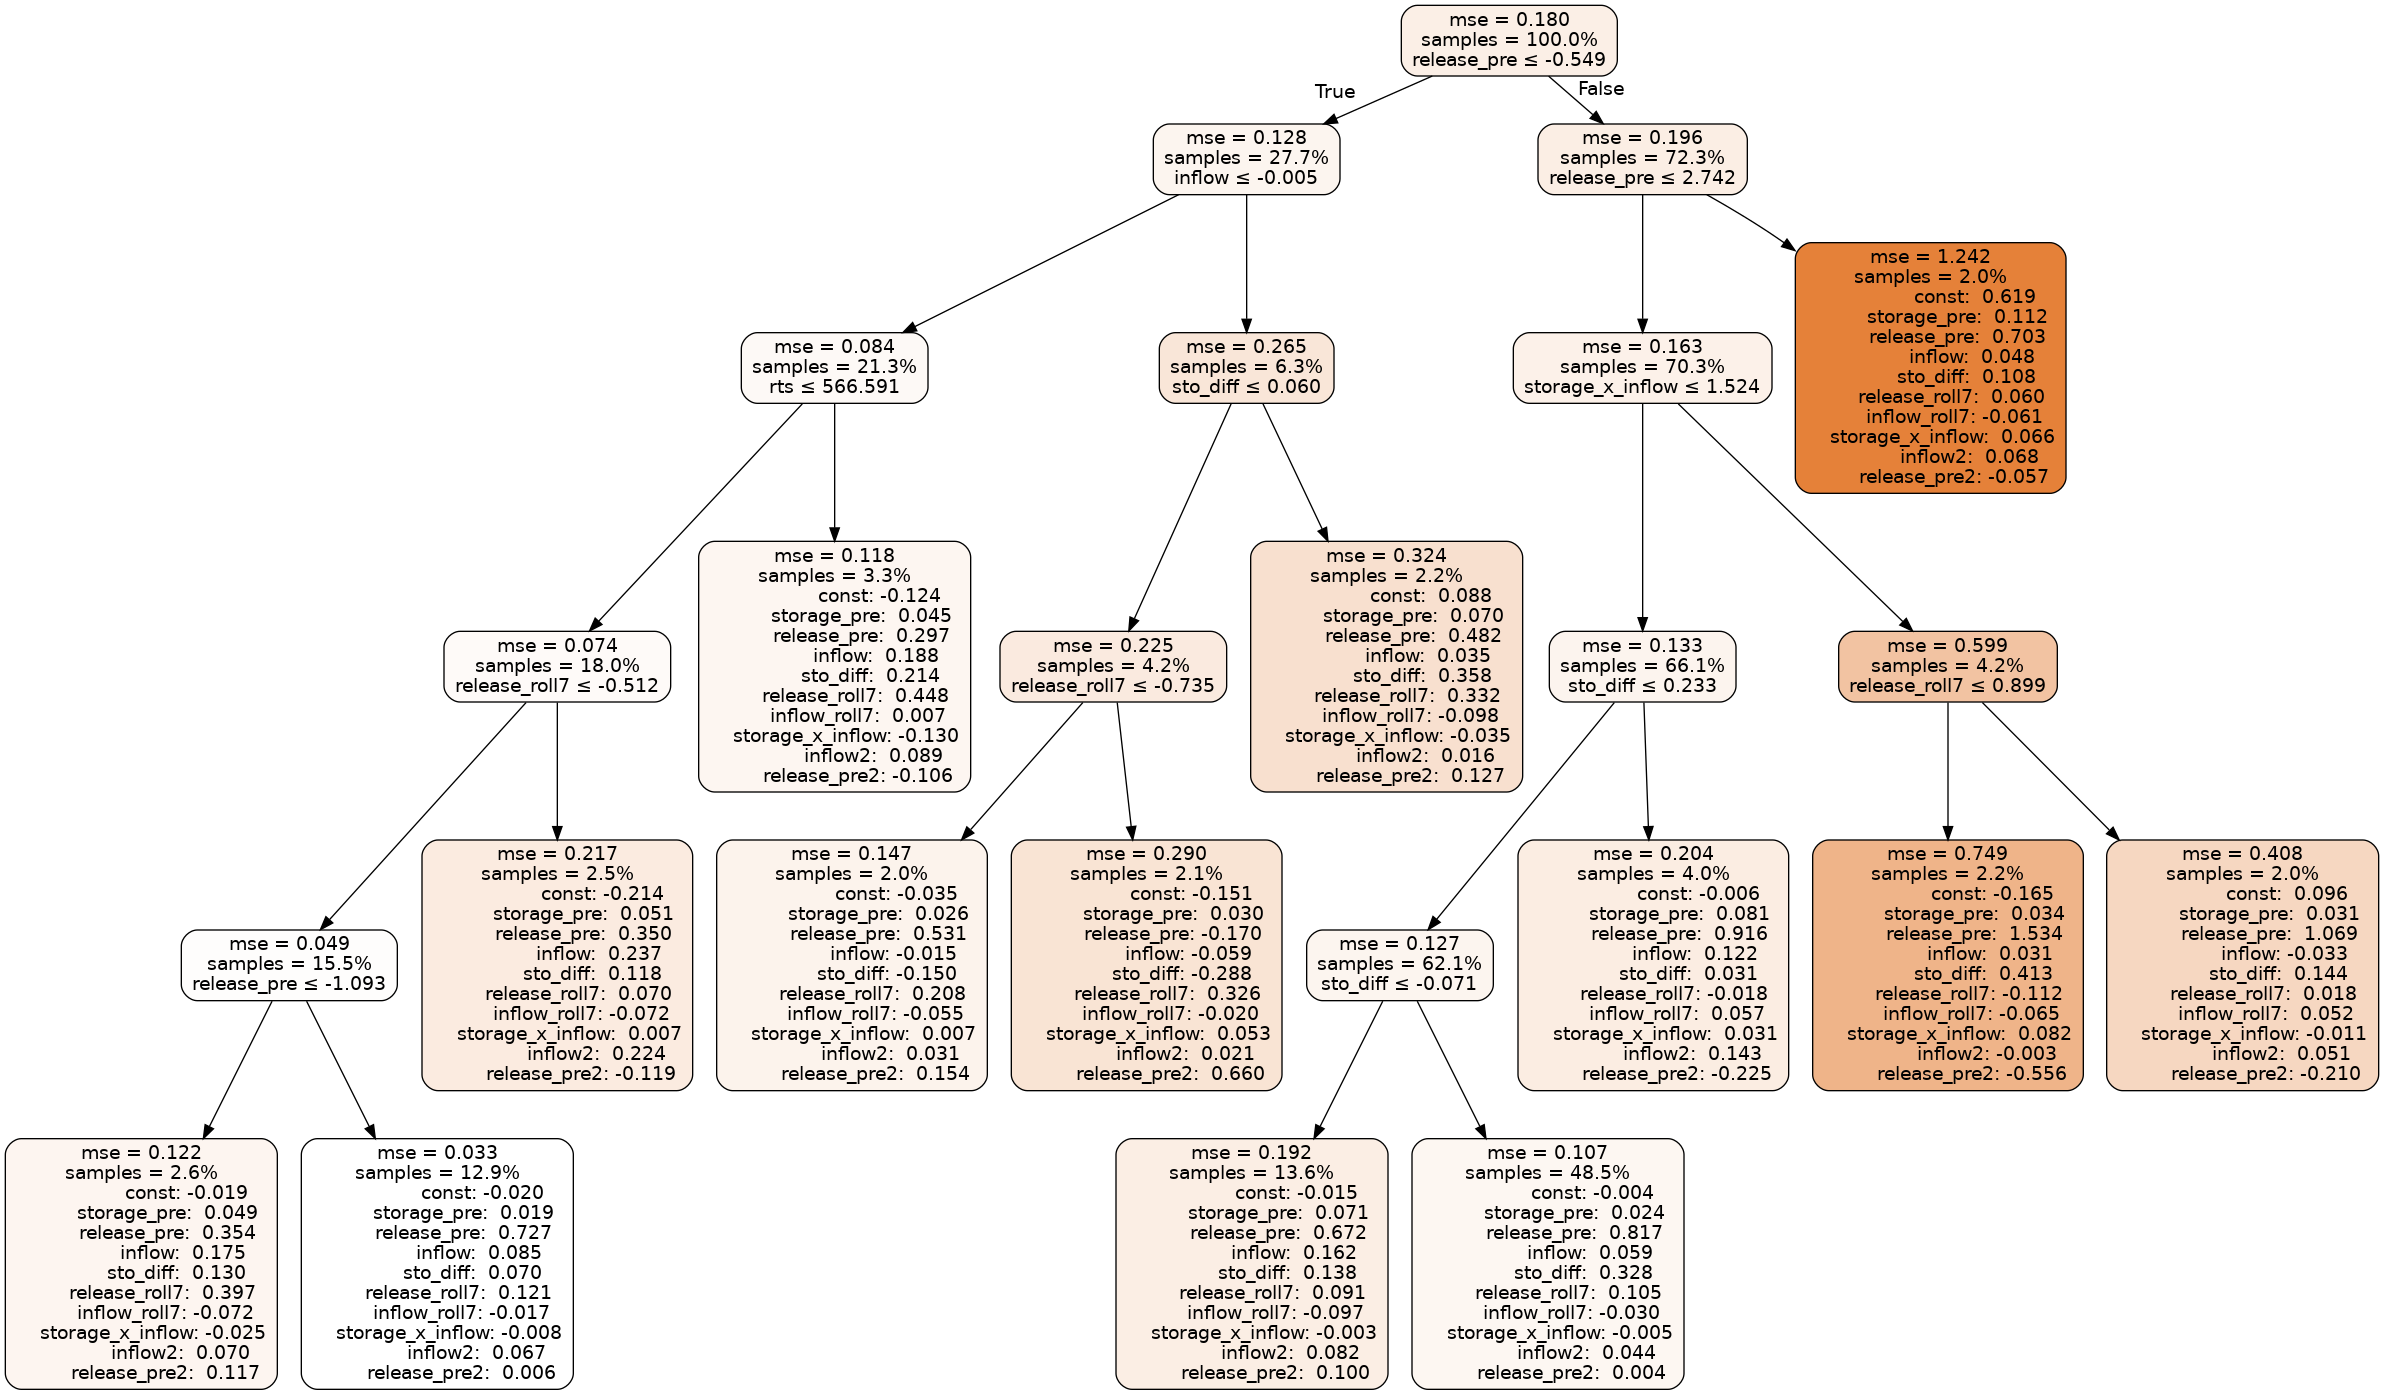 mse = 0.180
samples = 100.0%
release_pre ≤ -0.549
True
False
mse = 0.128
samples = 27.7%
inflow ≤ -0.005
mse = 0.196
samples = 72.3%
release_pre ≤ 2.742
mse = 1.242
samples = 2.0%
const: 0.619
storage_pre: 0.112
release_pre: 0.703
inflow: 0.048
sto_diff: 0.108
release_roll7: 0.060
inflow_roll7: -0.061
storage_x_inflow: 0.066
inflow2: 0.068
release_pre2: -0.057
mse = 0.084
samples = 21.3%
rts ≤ 566.591
mse = 0.265
samples = 6.3%
sto_diff ≤ 0.060
mse = 0.163
samples = 70.3%
storage_x_inflow ≤ 1.524
mse = 0.118
samples = 3.3%
const: -0.124
storage_pre: 0.045
release_pre: 0.297
inflow: 0.188
sto_diff: 0.214
release_roll7: 0.448
inflow_roll7: 0.007
storage_x_inflow: -0.130
inflow2: 0.089
release_pre2: -0.106
mse = 0.324
samples = 2.2%
const: 0.088
storage_pre: 0.070
release_pre: 0.482
inflow: 0.035
sto_diff: 0.358
release_roll7: 0.332
inflow_roll7: -0.098
storage_x_inflow: -0.035
inflow2: 0.016
release_pre2: 0.127
mse = 0.074
samples = 18.0%
release_roll7 ≤ -0.512
mse = 0.225
samples = 4.2%
release_roll7 ≤ -0.735
mse = 0.133
samples = 66.1%
sto_diff ≤ 0.233
mse = 0.599
samples = 4.2%
release_roll7 ≤ 0.899
mse = 0.217
samples = 2.5%
const: -0.214
storage_pre: 0.051
release_pre: 0.350
inflow: 0.237
sto_diff: 0.118
release_roll7: 0.070
inflow_roll7: -0.072
storage_x_inflow: 0.007
inflow2: 0.224
release_pre2: -0.119
mse = 0.147
samples = 2.0%
const: -0.035
storage_pre: 0.026
release_pre: 0.531
inflow: -0.015
sto_diff: -0.150
release_roll7: 0.208
inflow_roll7: -0.055
storage_x_inflow: 0.007
inflow2: 0.031
release_pre2: 0.154
mse = 0.290
samples = 2.1%
const: -0.151
storage_pre: 0.030
release_pre: -0.170
inflow: -0.059
sto_diff: -0.288
release_roll7: 0.326
inflow_roll7: -0.020
storage_x_inflow: 0.053
inflow2: 0.021
release_pre2: 0.660
mse = 0.204
samples = 4.0%
const: -0.006
storage_pre: 0.081
release_pre: 0.916
inflow: 0.122
sto_diff: 0.031
release_roll7: -0.018
inflow_roll7: 0.057
storage_x_inflow: 0.031
inflow2: 0.143
release_pre2: -0.225
mse = 0.749
samples = 2.2%
const: -0.165
storage_pre: 0.034
release_pre: 1.534
inflow: 0.031
sto_diff: 0.413
release_roll7: -0.112
inflow_roll7: -0.065
storage_x_inflow: 0.082
inflow2: -0.003
release_pre2: -0.556
mse = 0.408
samples = 2.0%
const: 0.096
storage_pre: 0.031
release_pre: 1.069
inflow: -0.033
sto_diff: 0.144
release_roll7: 0.018
inflow_roll7: 0.052
storage_x_inflow: -0.011
inflow2: 0.051
release_pre2: -0.210
mse = 0.049
samples = 15.5%
release_pre ≤ -1.093
mse = 0.127
samples = 62.1%
sto_diff ≤ -0.071
mse = 0.122
samples = 2.6%
const: -0.019
storage_pre: 0.049
release_pre: 0.354
inflow: 0.175
sto_diff: 0.130
release_roll7: 0.397
inflow_roll7: -0.072
storage_x_inflow: -0.025
inflow2: 0.070
release_pre2: 0.117
mse = 0.033
samples = 12.9%
const: -0.020
storage_pre: 0.019
release_pre: 0.727
inflow: 0.085
sto_diff: 0.070
release_roll7: 0.121
inflow_roll7: -0.017
storage_x_inflow: -0.008
inflow2: 0.067
release_pre2: 0.006
mse = 0.192
samples = 13.6%
const: -0.015
storage_pre: 0.071
release_pre: 0.672
inflow: 0.162
sto_diff: 0.138
release_roll7: 0.091
inflow_roll7: -0.097
storage_x_inflow: -0.003
inflow2: 0.082
release_pre2: 0.100
mse = 0.107
samples = 48.5%
const: -0.004
storage_pre: 0.024
release_pre: 0.817
inflow: 0.059
sto_diff: 0.328
release_roll7: 0.105
inflow_roll7: -0.030
storage_x_inflow: -0.005
inflow2: 0.044
release_pre2: 0.004